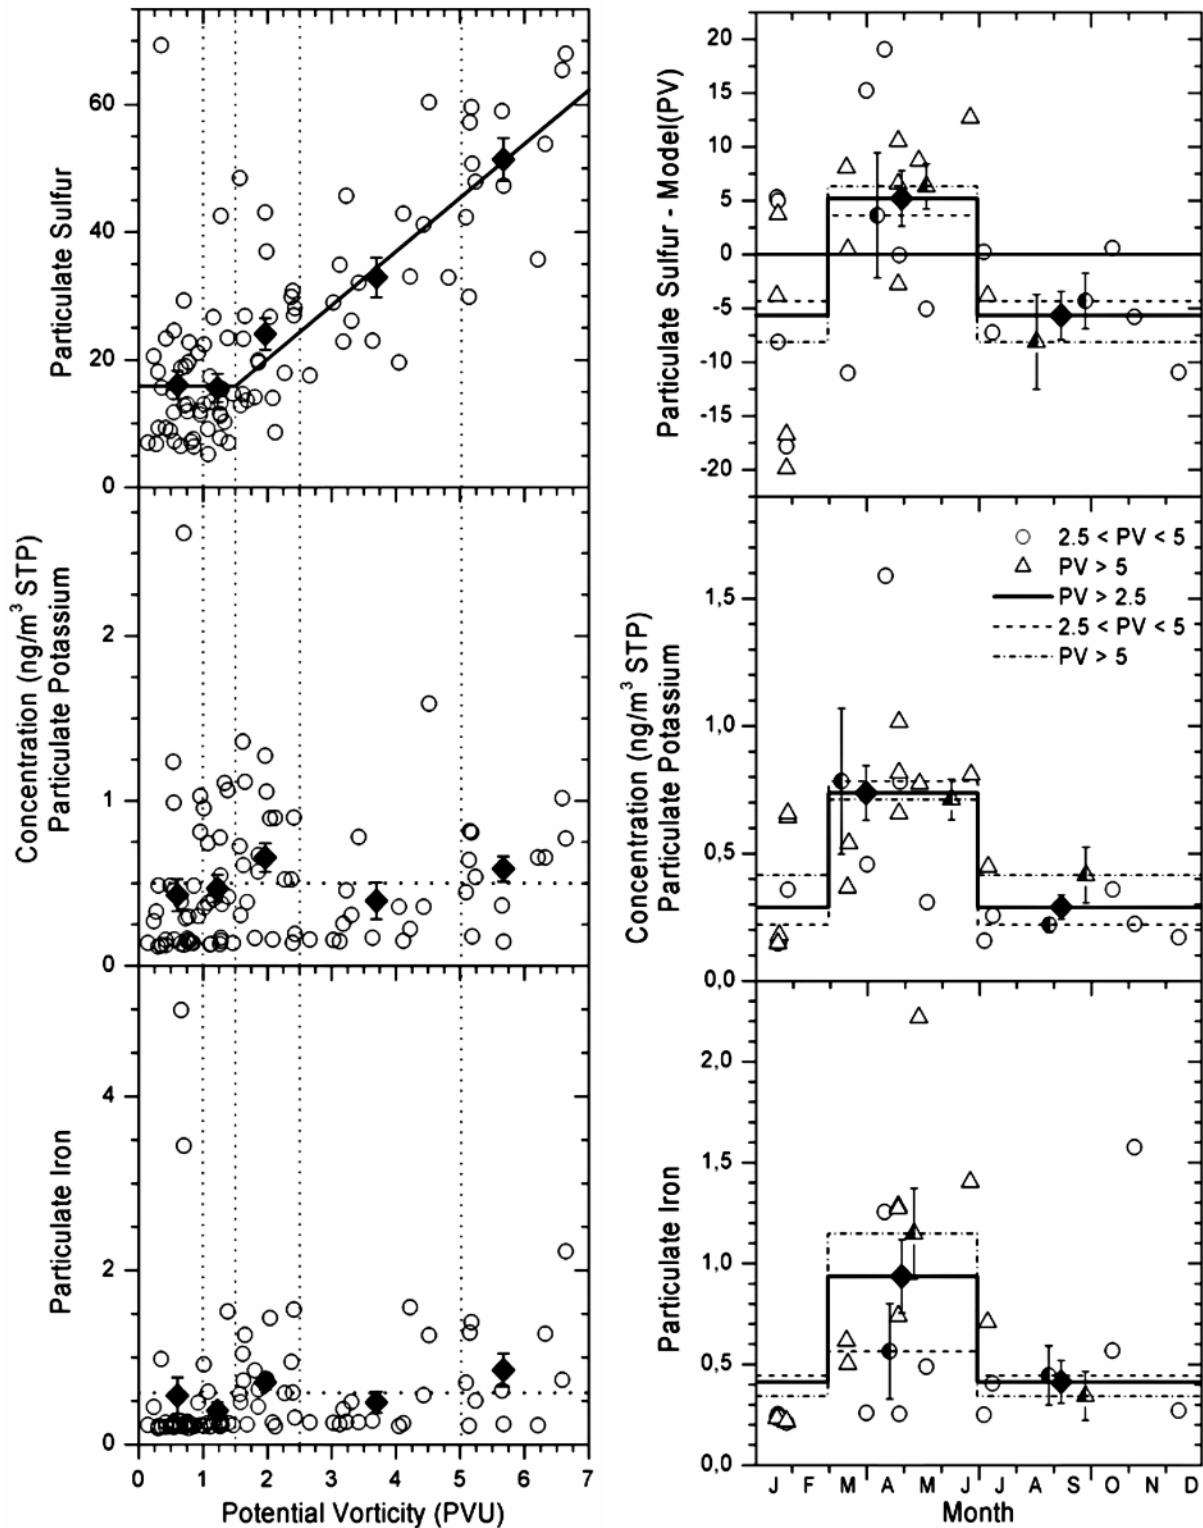 Particulate Sulfur
60
40
20
0
Concentration (ng/m³ STP)
Particulate Potassium
2
1
0
Particulate Iron
4
2
0
0 1 2 3 4 5 6 7
Potential Vorticity (PVU)
Particulate Sulfur - Model(PV)
20
15
10
5
0
-5
-10
-15
-20
Concentration (ng/m³ STP)
Particulate Potassium
1,5
1,0
0,5
0,0
2.5 < PV < 5
PV > 5
PV > 2.5
2.5 < PV < 5
PV > 5
Particulate Iron
2,0
1,5
1,0
0,5
0,0
J F M A M J J A S O N D
Month